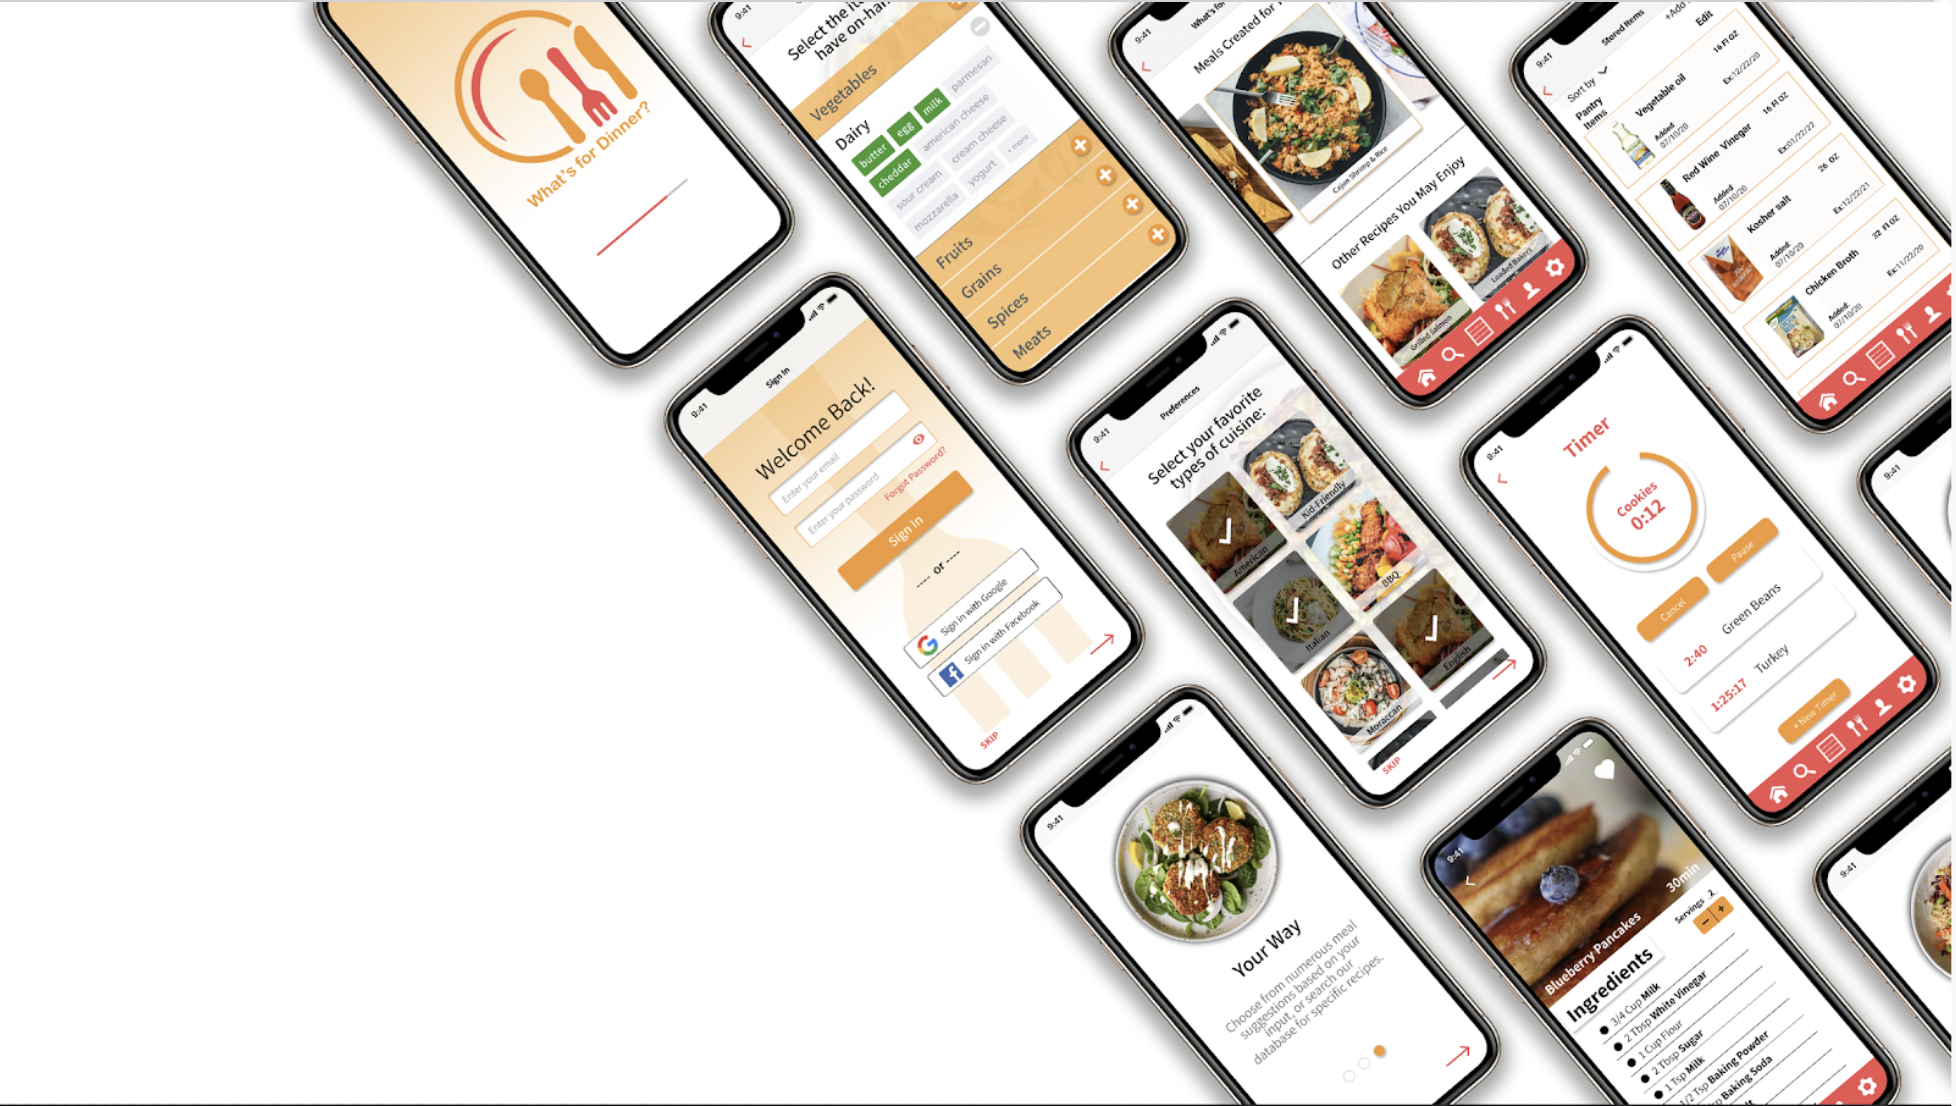 What's for Dinner?
9:41
Select the
have on-
Vegetables
Dairy
butter
egg
milk
parmesan
cheddar
american cheese
sour cream
cream cheese
mozzarella
yogurt
+ more
Fruits
Grains
Spices
Meats
9:41
What's for
Meals Created for
Cajun Shrimp & Rice
Other Recipes You May Enjoy
Grilled Salmon
Loaded Bakers
9:41
Stored Items
+Add
Sort by
Edit
Pantry
Items
Vegetable oil
16 Fl OZ
Added:
07/10/20
Ex:12/22/20
Red Wine Vinegar
16 Fl OZ
Added:
07/10/20
Ex:01/22/22
Kosher salt
26 OZ
Added:
07/10/20
Ex:12/22/21
Chicken Broth
32 Fl OZ
Added:
07/10/20
Ex:11/22/20
9:41
Sign In
Welcome Back!
Enter your email
Enter your password
Forgot Password?
Sign In
---- or ----
Sign in with Google
Sign in with Facebook
SKIP
9:41
Preferences
Select your favorite
types of cuisine:
American
Kid-Friendly
Italian
BBQ
Moroccan
English
SKIP
9:41
Timer
Cookies
0:12
Cancel
Pause
2:40
Green Beans
1:25:17
Turkey
+ New Timer
9:41
9:41
Your Way
Choose from numerous meal
suggestions based on your
input, or search our
database for specific recipes.
9:41
Blueberry Pancakes
30min
Servings
2
Ingredients
3/4 Cup Milk
2 Tbsp White Vinegar
1 Cup Flour
2 Tbsp Sugar
1 Tsp Milk
1/2 Tsp Baking Powder
Baking Soda
9:41